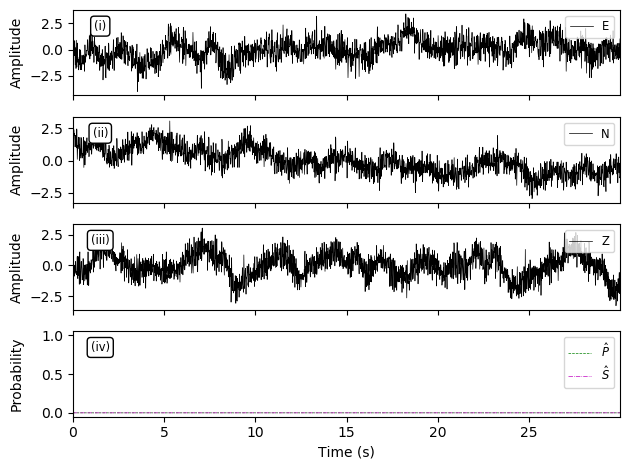 Amplitude
2.5
0.0
−2.5
(i)
E
Amplitude
2.5
0.0
−2.5
(ii)
N
Amplitude
2.5
0.0
−2.5
(iii)
Z
Probability
1.0
0.5
0.0
(iv)
P̂
Ŝ
0 5 10 15 20 25
Time (s)